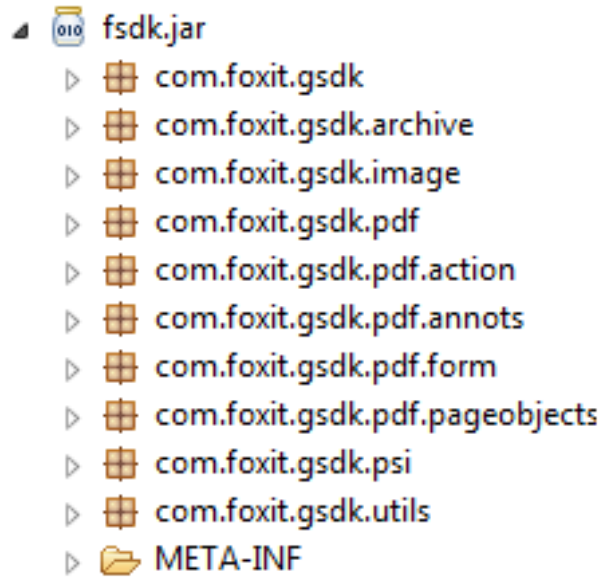 010 fsdk.jar
com.foxit.gsdk
com.foxit.gsdk.archive
com.foxit.gsdk.image
com.foxit.gsdk.pdf
com.foxit.gsdk.pdf.action
com.foxit.gsdk.pdf.annots
com.foxit.gsdk.pdf.form
com.foxit.gsdk.pdf.pageobjects
com.foxit.gsdk.psi
com.foxit.gsdk.utils
META-INF